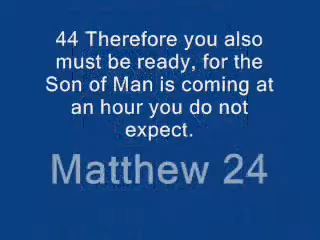 44 Therefore you also
must be ready, for the
Son of Man is coming at
an hour you do not
expect.
Matthew 24